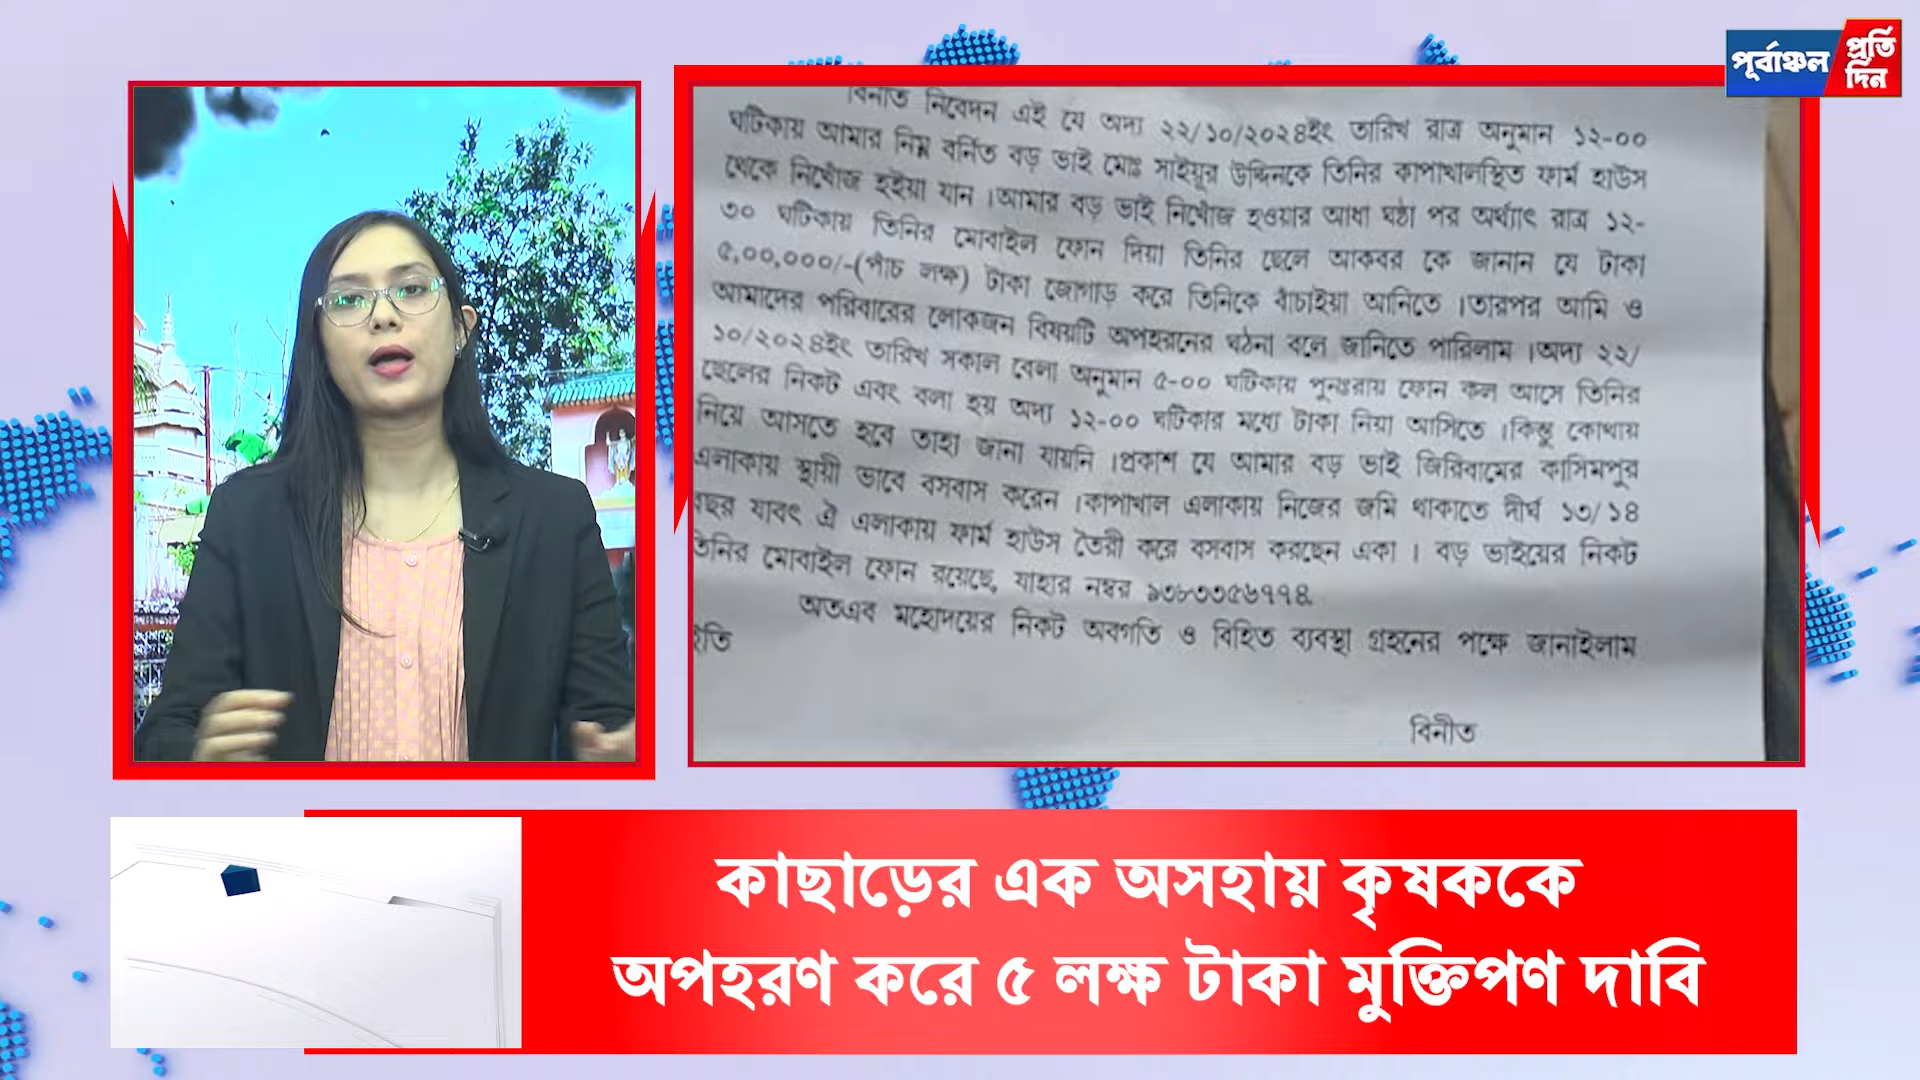 পূর্বাঞ্চল প্রতি দিন
বিনীত নিবেদন এই যে অদ্য ২২/১০/২০২৪ইং তারিখ রাত্র অনুমান ১২-০০
ঘটিকায় আমার নিম্ন বর্নিত বড় ভাই মোঃ সাইয়ুর উদ্দিনকে তিনির কাপাখালস্থিত ফার্ম হাউস
থেকে নিখোঁজ হইয়া যান । আমার বড় ভাই নিখোঁজ হওয়ার আধা ঘন্ঠা পর অর্থ্যাৎ রাত্র ১২-
৩০ ঘটিকায় তিনির মোবাইল ফোন দিয়া তিনির ছেলে আকবর কে জানান যে টাকা
৫,০০,০০০/-(পাঁচ লক্ষ) টাকা জোগাড় করে তিনিকে বাঁচাইয়া আনিতে । তারপর আমি ও
আমাদের পরিবারের লোকজন বিষয়টি অপহরনের ঘঠনা বলে জানিতে পারিলাম । অদ্য ২২/
১০/২০২৪ইং তারিখ সকাল বেলা অনুমান ৫-০০ ঘটিকায় পুনঃরায় ফোন কল আসে তিনির
ছেলের নিকট এবং বলা হয় অদ্য ১২-০০ ঘটিকার মধ্যে টাকা নিয়া আসিতে । কিন্তু কোথায়
নিয়ে আসতে হবে তাহা জানা যায়নি । প্রকাশ যে আমার বড় ভাই জিরিবামের কাসিমপুর
এলাকায় স্থায়ী ভাবে বসবাস করেন । কাপাখাল এলাকায় নিজের জমি থাকাতে দীর্ঘ ১৩/১৪
বছর যাবৎ ঐ এলাকায় ফার্ম হাউস তৈরী করে বসবাস করছেন একা । বড় ভাইয়ের নিকট
তিনির মোবাইল ফোন রয়েছে, যাহার নম্বর ৯৩৮৩৩৫৬৭৭৪.
অতএব মহোদয়ের নিকট অবগতি ও বিহিত ব্যবস্থা গ্রহনের পক্ষে জানাইলাম
ইতি
বিনীত
কাছাড়ের এক অসহায় কৃষককে
অপহরণ করে ৫ লক্ষ টাকা মুক্তিপণ দাবি